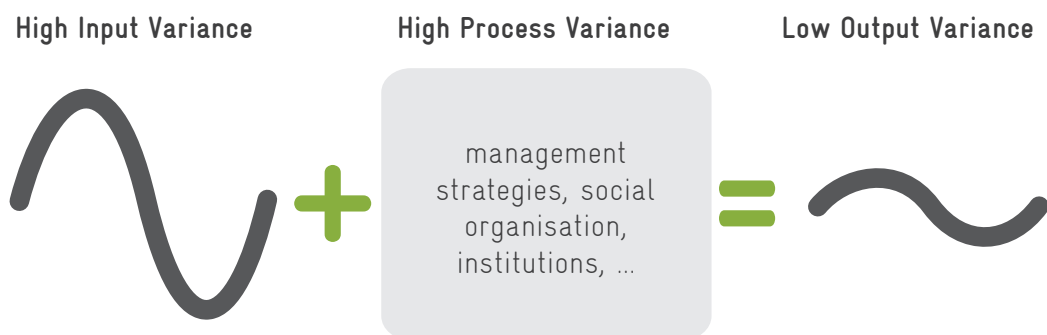 High Input Variance
High Process Variance
Low Output Variance
management
strategies, social
organisation,
institutions, ...